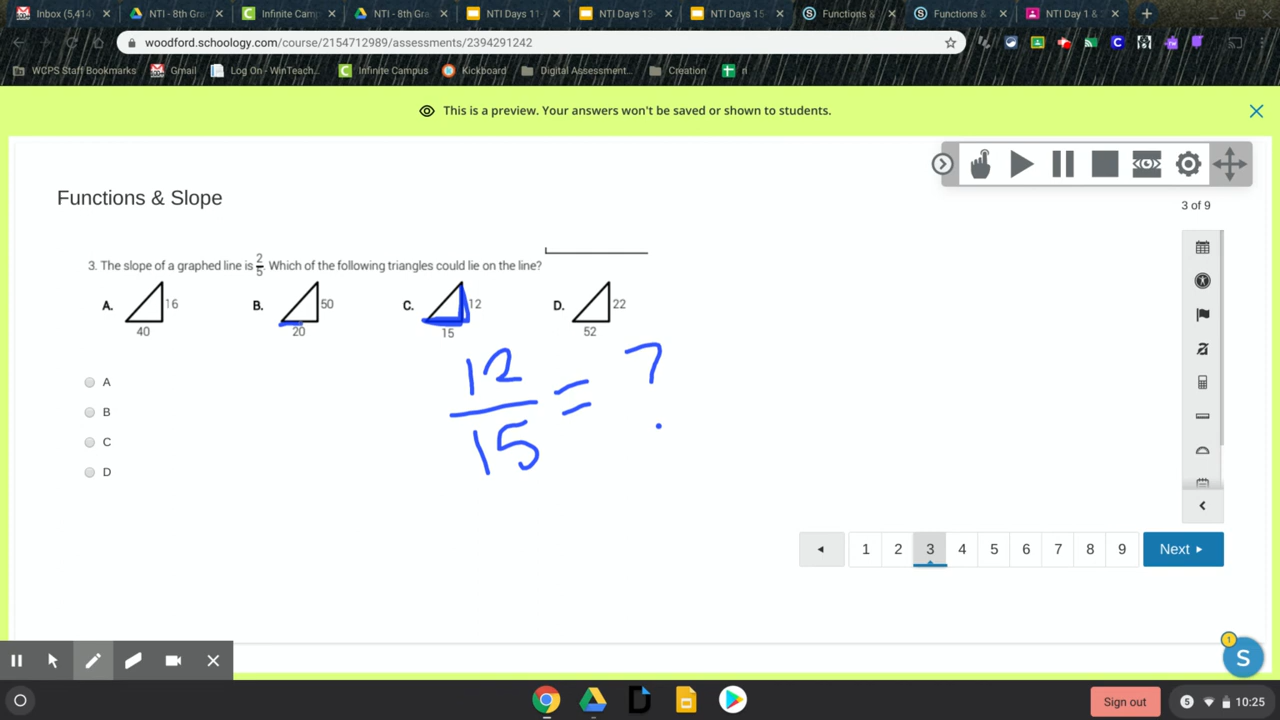 Inbox (5,414
NTI - 8th Gra
Infinite Cam
NTI - 8th Gra
NTI Days 11-
NTI Days 13-
NTI Days 15-
Functions &
Functions &
NTI Day 1 &
woodford.schoology.com/course/2154712989/assessments/2394291242
WCPS Staff Bookmarks
Gmail
Log On - WinTeach...
Infinite Campus
Kickboard
Digital Assessment...
Creation
n
This is a preview. Your answers won't be saved or shown to students.
Functions & Slope
3 of 9
3. The slope of a graphed line is 2/5. Which of the following triangles could lie on the line?
A. 16 40
B. 50 20
C. 12 15
D. 22 52
12/15 = ?
A
B
C
D
1 2 3 4 5 6 7 8 9 Next
1
S
Sign out
5
10:25